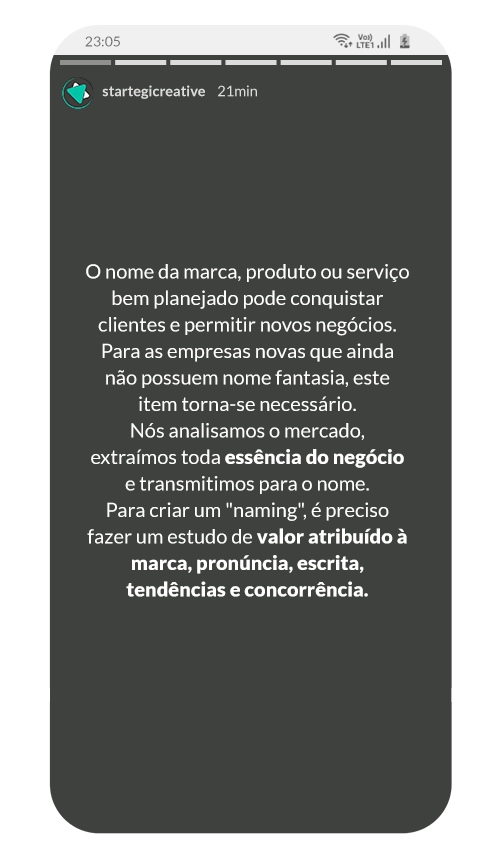 23:05 Vo) LTE1
startegicreative 21min
O nome da marca, produto ou serviço
bem planejado pode conquistar
clientes e permitir novos negócios.
Para as empresas novas que ainda
não possuem nome fantasia, este
item torna-se necessário.
Nós analisamos o mercado,
extraímos toda essência do negócio
e transmitimos para o nome.
Para criar um "naming", é preciso
fazer um estudo de valor atribuído à
marca, pronúncia, escrita,
tendências e concorrência.